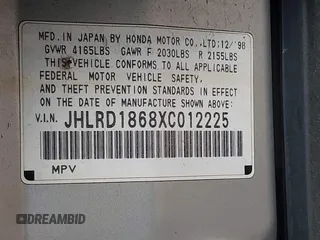 MFD.IN JAPAN BY HONDA MOTOR CO.,LTD:12/'98
GVWR 4165LBS GAWR F 2030LBS R 2155LBS
THIS VEHICLE CONFORMS TO ALL APPLICABLE
FEDERAL MOTOR VEHICLE SAFETY,
AND THEFT PREVENTION STANDARDS IN EFFECT
ON THE DATE OF MANUFACTURE SHOWN ABOVE:
V.I.N. JHLRD1868XC012225
MPV
DREAMBID